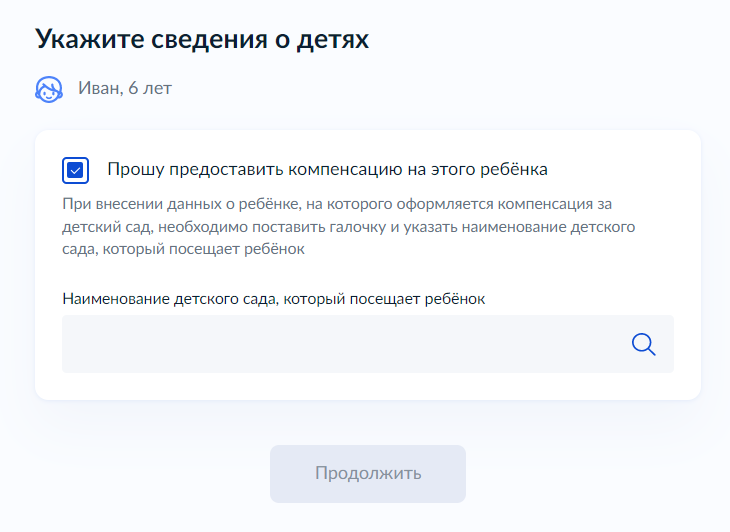 Укажите сведения о детях
Иван, 6 лет
Прошу предоставить компенсацию на этого ребёнка
При внесении данных о ребёнке, на которого оформляется компенсация за
детский сад, необходимо поставить галочку и указать наименование детского
сада, который посещает ребёнок
Наименование детского сада, который посещает ребёнок
Продолжить